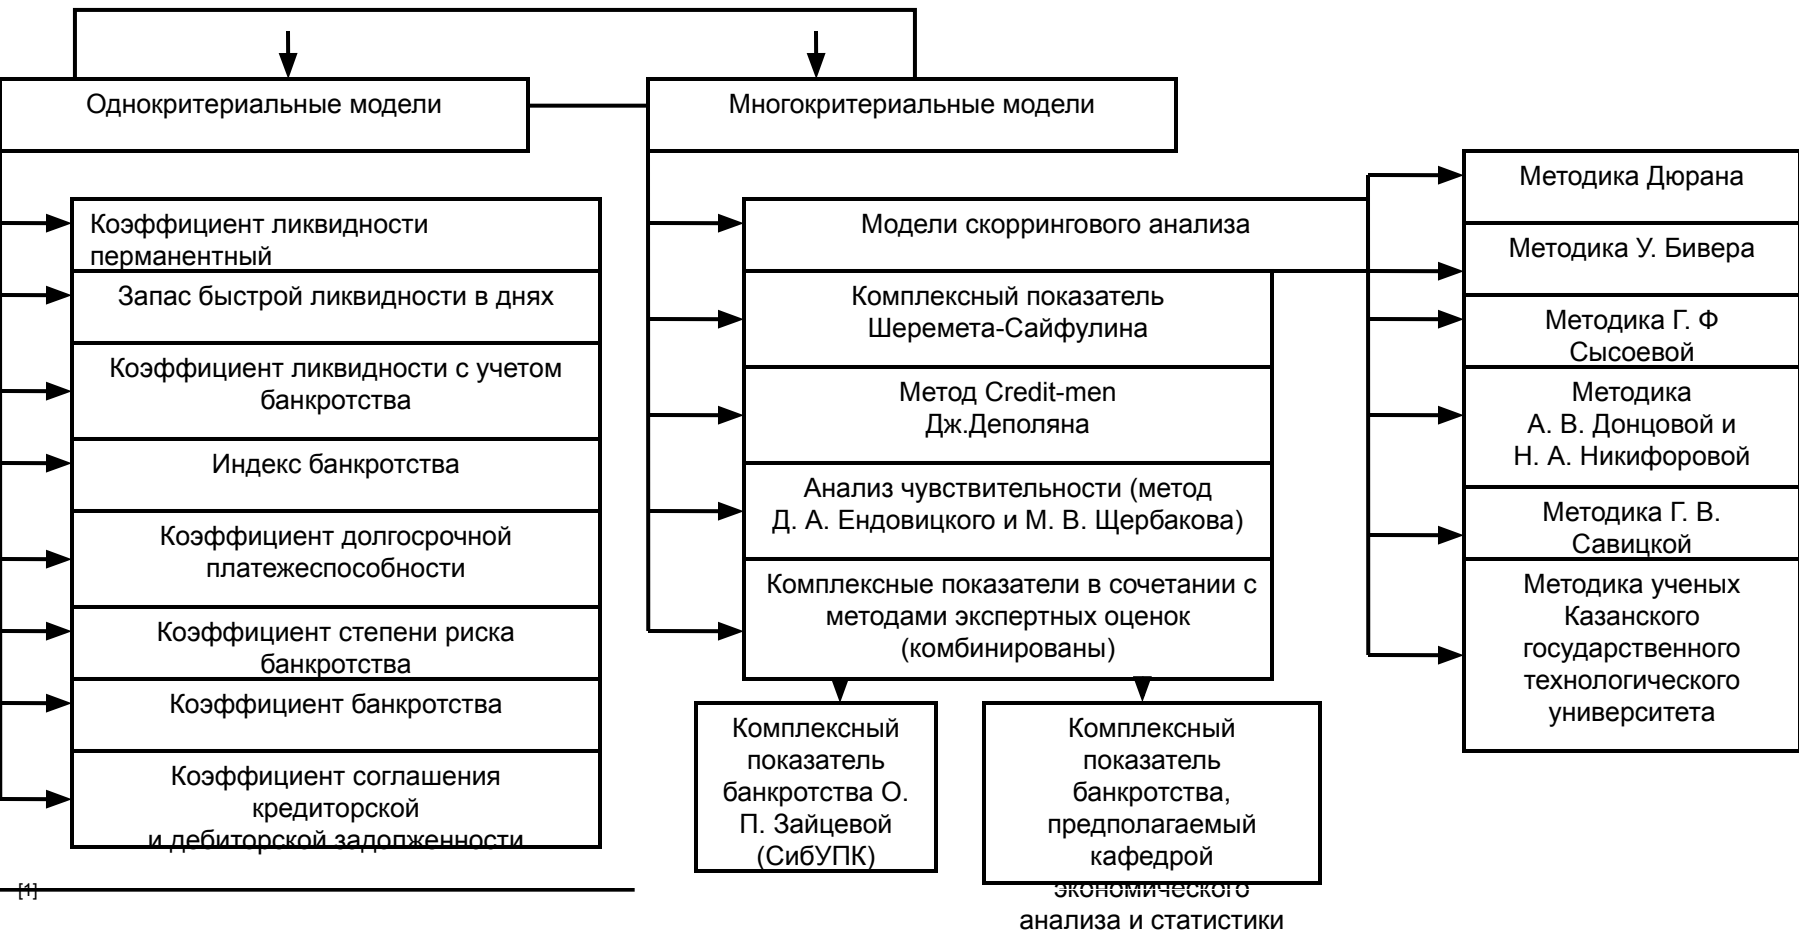 Однокритериальные модели
Многокритериальные модели
Коэффициент ликвидности
перманентный
Запас быстрой ликвидности в днях
Коэффициент ликвидности с учетом
банкротства
Индекс банкротства
Коэффициент долгосрочной
платежеспособности
Коэффициент степени риска
банкротства
Коэффициент банкротства
Коэффициент соглашения
кредиторской
и дебиторской задолженности
Модели скоррингового анализа
Комплексный показатель
Шеремета-Сайфулина
Метод Credit-men
Дж.Деполяна
Анализ чувствительности (метод
Д. А. Ендовицкого и М. В. Щербакова)
Комплексные показатели в сочетании с
методами экспертных оценок
(комбинированы)
Комплексный
показатель
банкротства О.
П. Зайцевой
(СибУПК)
Комплексный
показатель
банкротства,
предполагаемый
кафедрой
экономического
анализа и статистики
Методика Дюрана
Методика У. Бивера
Методика Г. Ф
Сысоевой
Методика
А. В. Донцовой и
Н. А. Никифоровой
Методика Г. В.
Савицкой
Методика ученых
Казанского
государственного
технологического
университета
[1]